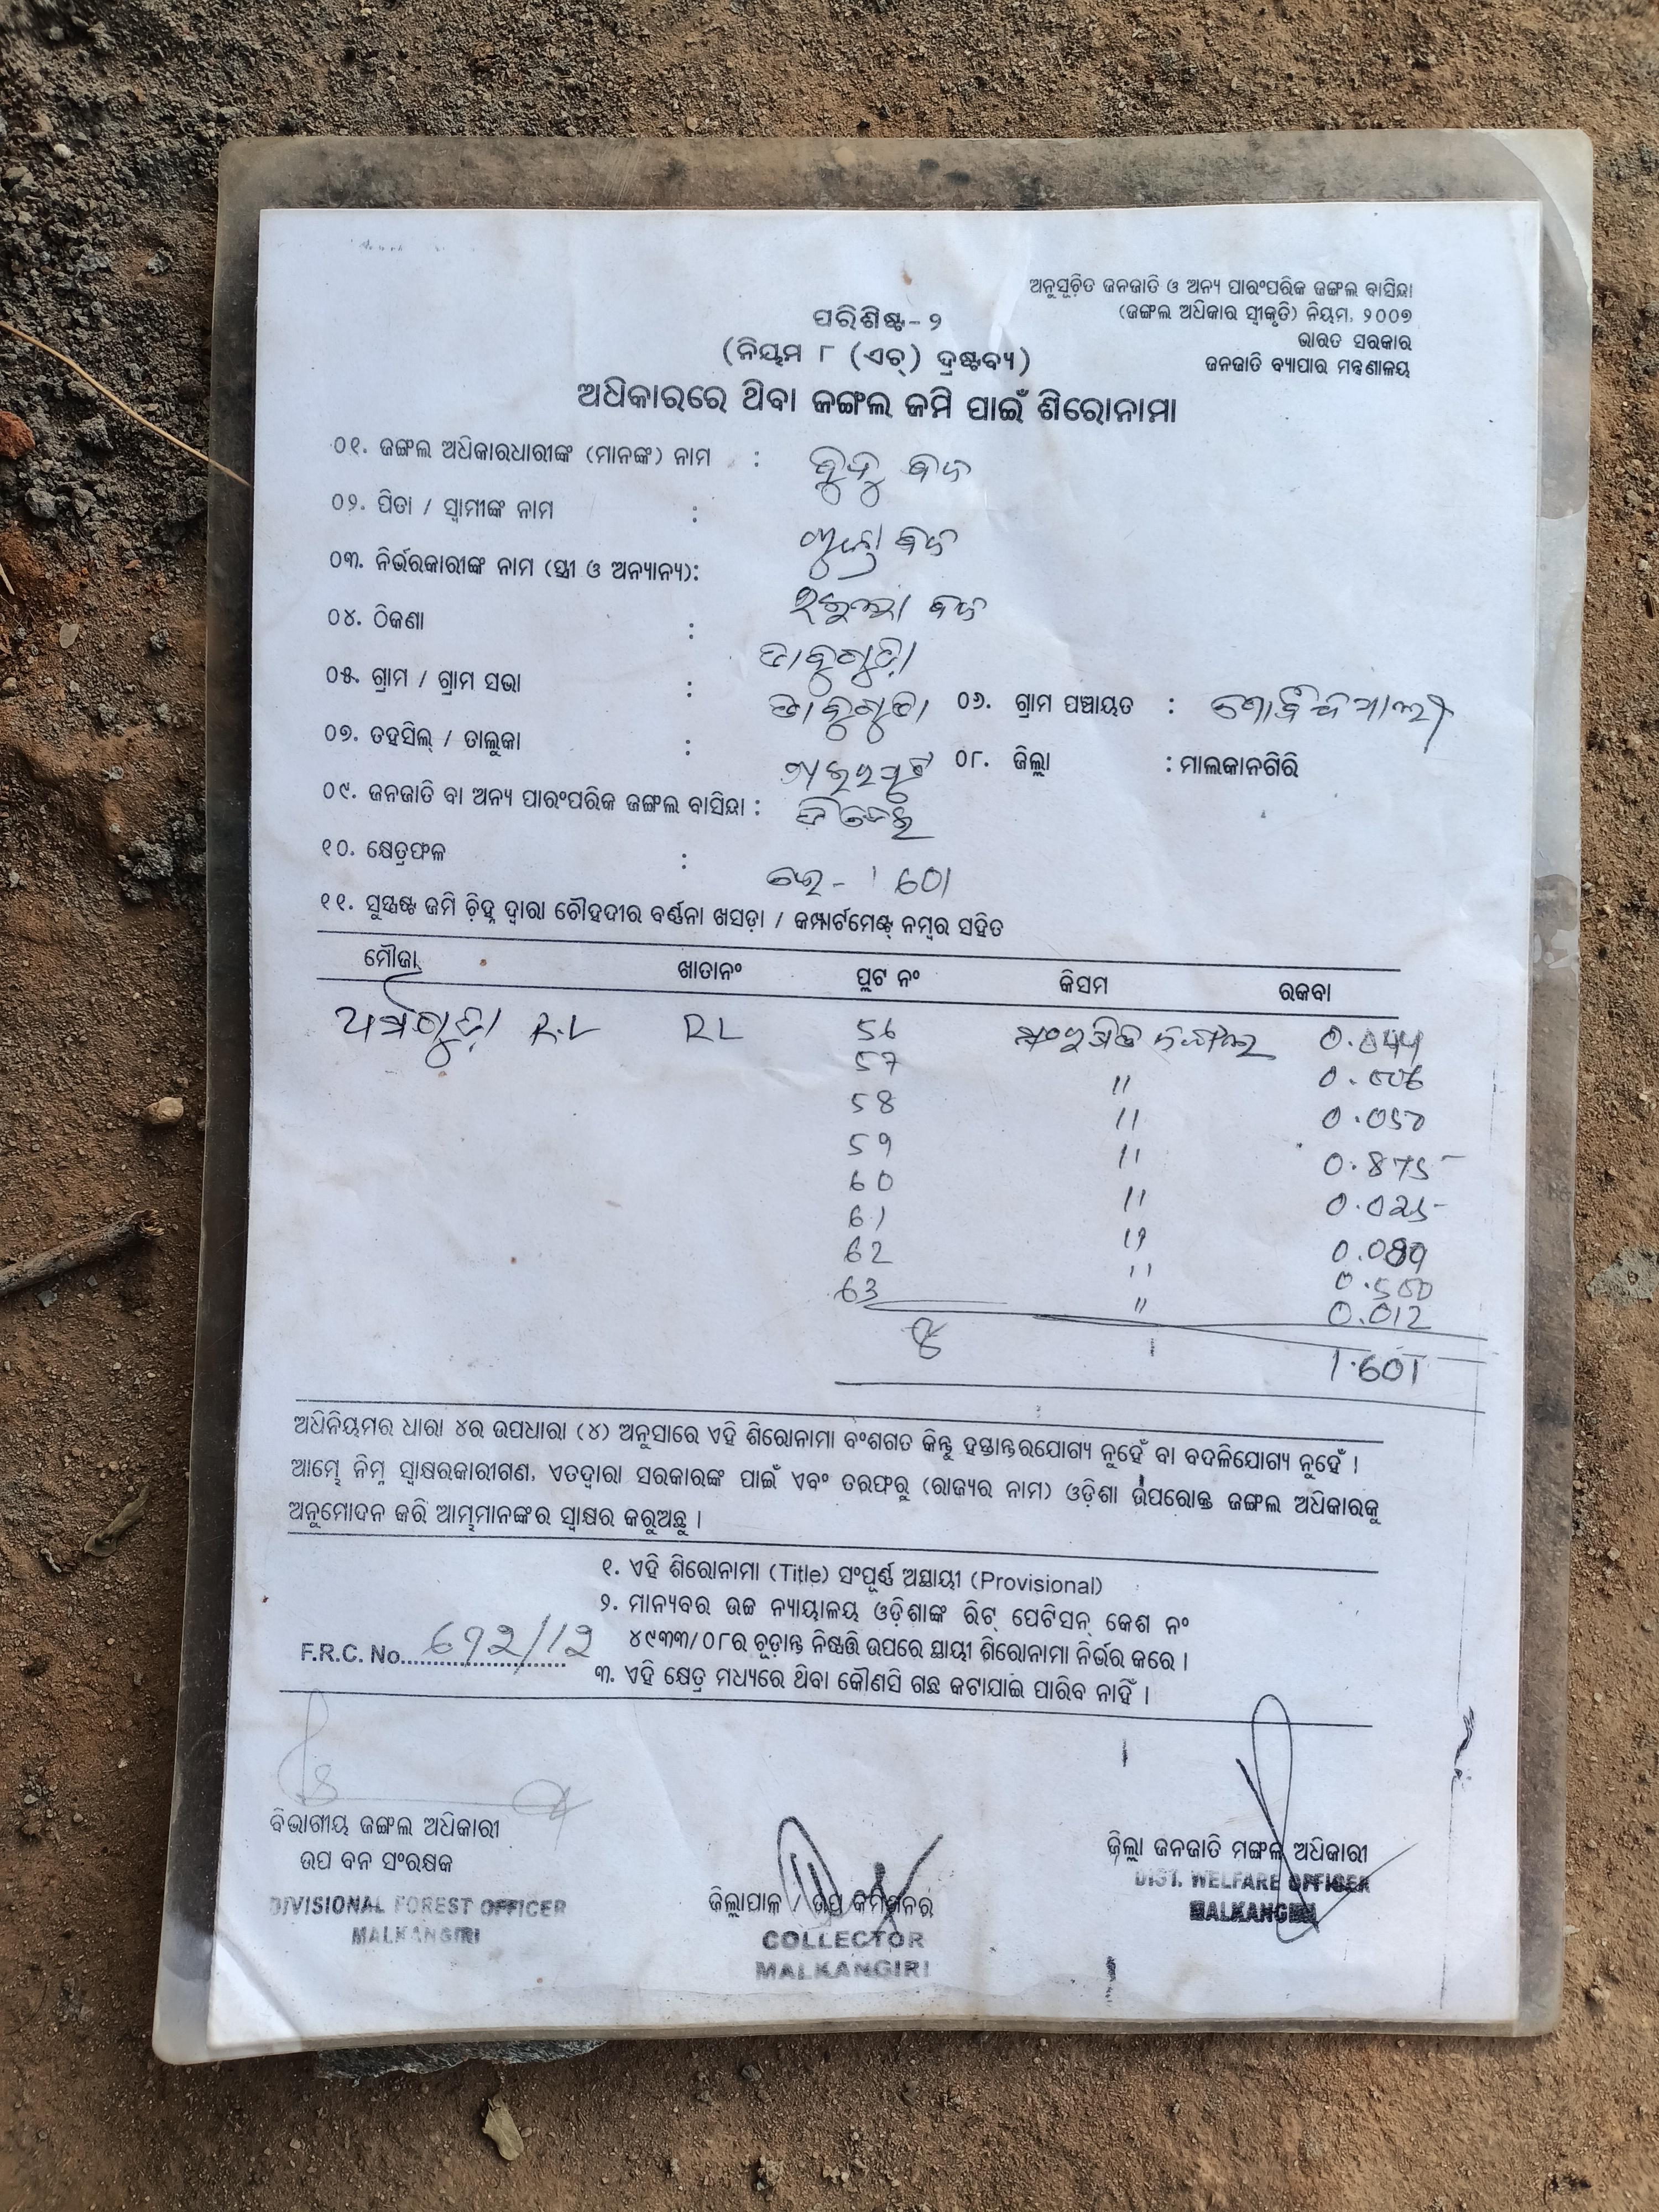 ଅନୁସୂଚିତ ଜନଜାତି ଓ ଅନ୍ୟ ପାରଂପରିକ ଜଙ୍ଗଲ ବାସିନ୍ଦା
(ଜଙ୍ଗଲ ଅଧିକାର ସ୍ୱୀକୃତି) ନିୟମ, ୨୦୦୭
ଭାରତ ସରକାର
ଜନଜାତି ବ୍ୟାପାର ମନ୍ତ୍ରଣାଳୟ
ପରିଶିଷ୍ଟ-୨
(ନିୟମ ୮ (ଏଚ୍) ଦ୍ରଷ୍ଟବ୍ୟ)
ଅଧିକାରରେ ଥିବା ଜଙ୍ଗଲ ଜମି ପାଇଁ ଶିରୋନାମା
୦୧. ଜଙ୍ଗଲ ଅଧିକାରଧାରୀଙ୍କ (ମାନଙ୍କ) ନାମ :
୦୨. ପିତା / ସ୍ୱାମୀଙ୍କ ନାମ :
୦୩. ନିର୍ଭରକାରୀଙ୍କ ନାମ (ସ୍ତ୍ରୀ ଓ ଅନ୍ୟାନ୍ୟ):
୦୪. ଠିକଣା :
୦୫. ଗ୍ରାମ / ଗ୍ରାମ ସଭା : ୦୬. ଗ୍ରାମ ପଞ୍ଚାୟତ :
୦୭. ତହସିଲ୍ / ତାଲୁକା : ୦୮. ଜିଲ୍ଲା : ମାଲକାନଗିରି
୦୯. ଜନଜାତି ବା ଅନ୍ୟ ପାରଂପରିକ ଜଙ୍ଗଲ ବାସିନ୍ଦା :
୧୦. କ୍ଷେତ୍ରଫଳ : 601
୧୧. ସୁସ୍ପଷ୍ଟ ଜମି ଚିହ୍ନ ଦ୍ୱାରା ଚୌହଦୀର ବର୍ଣ୍ଣନା ଖସଡ଼ା / କମ୍ପାର୍ଟମେଣ୍ଟ୍ ନମ୍ବର ସହିତ
ମୌଜା ଖାତାନଂ ପ୍ଲଟ ନଂ କିସମ ରକବା
R.L RL 56 0.044
57 "
58 " 0.050
59 " 0.875
60 " 0.025
61 "
62 " 0.500
63 " 0.012
8 1.601
ଅଧିନିୟମର ଧାରା ୪ର ଉପଧାରା (୪) ଅନୁସାରେ ଏହି ଶିରୋନାମା ବଂଶଗତ କିନ୍ତୁ ହସ୍ତାନ୍ତରଯୋଗ୍ୟ ନୁହେଁ ବା ବଦଳିଯୋଗ୍ୟ ନୁହେଁ ।
ଆମ୍ଭେ ନିମ୍ନ ସ୍ୱାକ୍ଷରକାରୀଗଣ, ଏତଦ୍ୱାରା ସରକାରଙ୍କ ପାଇଁ ଏବଂ ତରଫରୁ (ରାଜ୍ୟର ନାମ) ଓଡ଼ିଶା ଉପରୋକ୍ତ ଜଙ୍ଗଲ ଅଧିକାରକୁ
ଅନୁମୋଦନ କରି ଆମ୍ଭମାନଙ୍କର ସ୍ୱାକ୍ଷର କରୁଅଛୁ ।
୧. ଏହି ଶିରୋନାମା (Title) ସଂପୂର୍ଣ୍ଣ ଅସ୍ଥାୟୀ (Provisional)
୨. ମାନ୍ୟବର ଉଚ୍ଚ ନ୍ୟାୟାଳୟ ଓଡ଼ିଶାଙ୍କ ରିଟ୍ ପେଟିସନ୍ କେଶ ନଂ
୪୯୩୩/୦୮ର ଚୂଡ଼ାନ୍ତ ନିଷ୍ପତ୍ତି ଉପରେ ସ୍ଥାୟୀ ଶିରୋନାମା ନିର୍ଭର କରେ ।
F.R.C. No.
୩. ଏହି କ୍ଷେତ୍ର ମଧ୍ୟରେ ଥିବା କୌଣସି ଗଛ କଟାଯାଇ ପାରିବ ନାହିଁ ।
ବିଭାଗୀୟ ଜଙ୍ଗଲ ଅଧିକାରୀ
ଉପ ବନ ସଂରକ୍ଷକ
DIVISIONAL FOREST OFFICER
MALKANGIRI
ଜିଲ୍ଲାପାଳ ଉପ କମିଶନର
COLLECTOR
MALKANGIRI
ଜିଲ୍ଲା ଜନଜାତି ମଙ୍ଗଳ ଅଧିକାରୀ
DIST. WELFARE OFFICER
MALKANGIRI